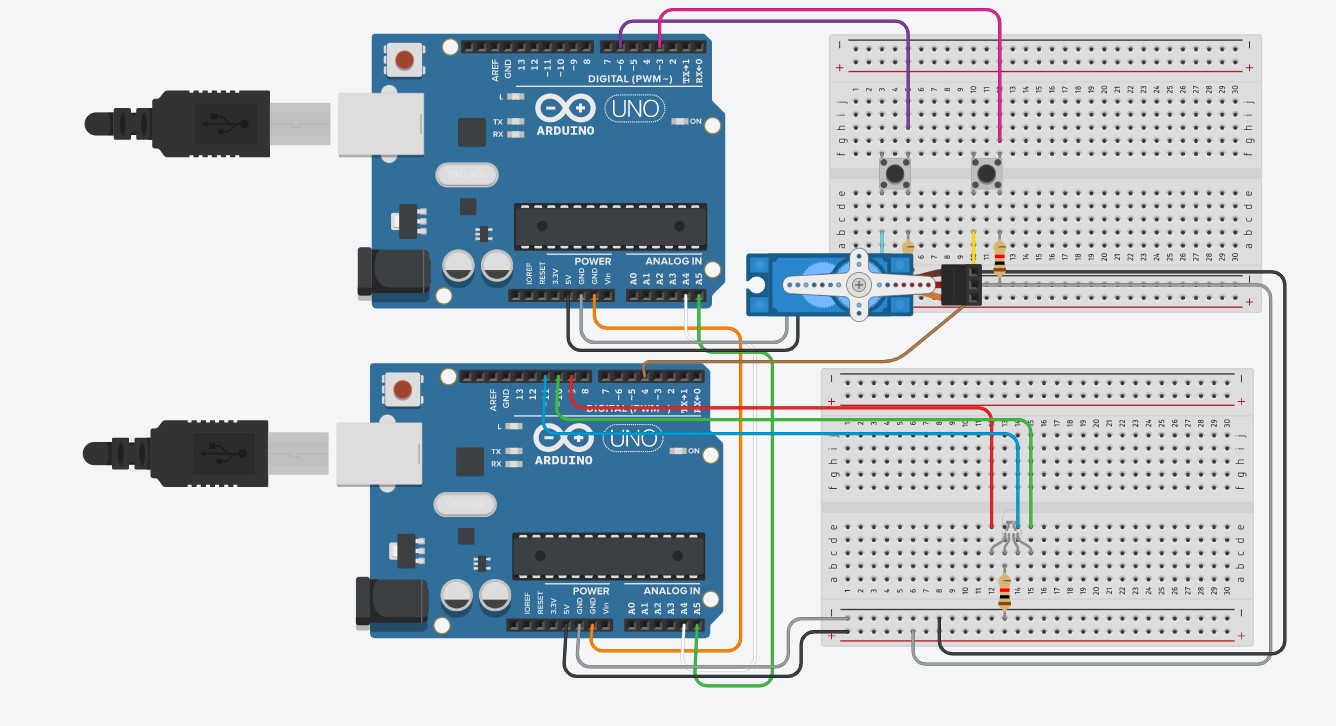 7 ~6 ~5 4 ~3 2 TX→1 RX←0
AREF GND 13 12 ~11 ~10 ~9 8
DIGITAL (PWM~)
L
TX
RX
UNO
ON
ARDUINO
POWER
ANALOG IN
IOREF RESET 3.3V 5V GND GND Vin
A0 A1 A2 A3 A4 A5
1 2 3 4 5 6 7 8 9 10 11 12 13 14 15 16 17 18 19 20 21 22 23 24 25 26 27 28 29 30
j
i
h
g
f
e
d
c
b
a
AREF GND 13 12 8
7 ~6 ~5 4 ~3 2 TX→1 RX←0
L
TX
RX
UNO
ON
ARDUINO
POWER
ANALOG IN
IOREF RESET 3.3V 5V GND GND Vin
A0 A1 A2 A3 A4 A5
j
i
h
g
f
e
d
c
b
a
1 2 3 4 5 6 7 8 9 10 11 12 13 14 15 16 17 18 19 20 21 22 23 24 25 26 27 28 29 30